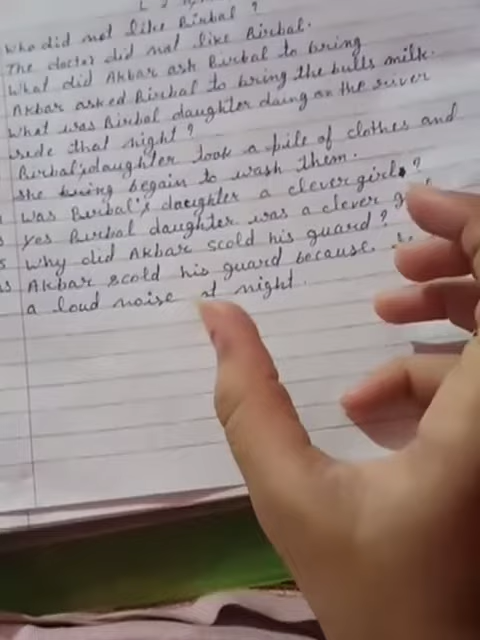 Who did not like Birbal ?
The doctor did not like Birbal.
What did Akbar ask Birbal to bring
Akbar asked Birbal to bring the bulls milk.
What was Birbal daughter doing on the river
side that night ?
Birbal's daughter took a pile of clothes and
she begain to wash them.
was Birbal's daughter a clever girl. ?
yes Birbal daughter was a clever
Why did Akbar scold his guard ?
Akbar scold his guard because
a loud noise at night.